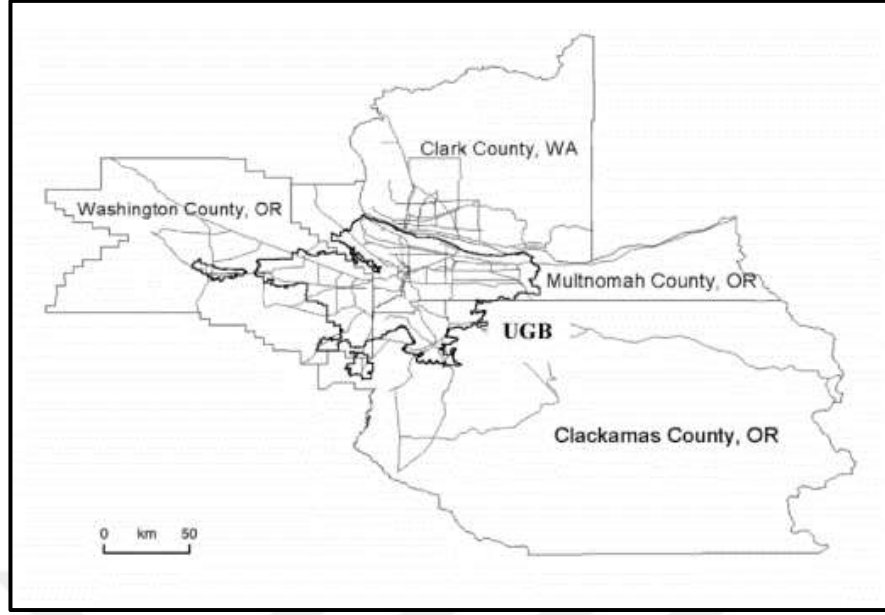 Clark County, WA
Washington County, OR
Multnomah County, OR
UGB
Clackamas County, OR
0 km 50